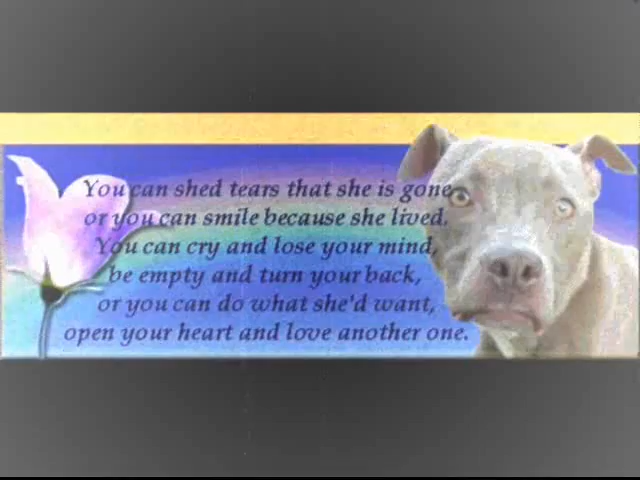 You can shed tears that she is gone
or you can smile because she lived.
You can cry and lose your mind,
be empty and turn your back,
or you can do what she'd want,
open your heart and love another one.